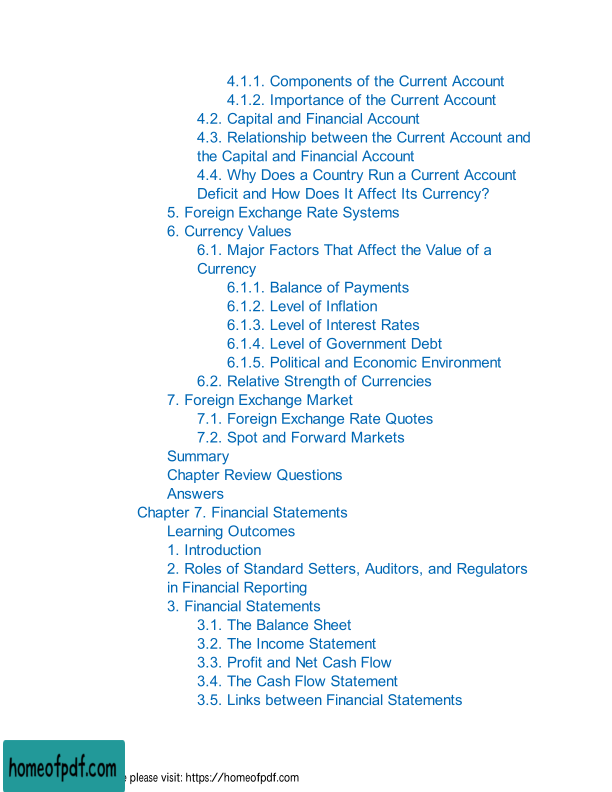 4.1.1. Components of the Current Account
4.1.2. Importance of the Current Account
4.2. Capital and Financial Account
4.3. Relationship between the Current Account and
the Capital and Financial Account
4.4. Why Does a Country Run a Current Account
Deficit and How Does It Affect Its Currency?
5. Foreign Exchange Rate Systems
6. Currency Values
6.1. Major Factors That Affect the Value of a
Currency
6.1.1. Balance of Payments
6.1.2. Level of Inflation
6.1.3. Level of Interest Rates
6.1.4. Level of Government Debt
6.1.5. Political and Economic Environment
6.2. Relative Strength of Currencies
7. Foreign Exchange Market
7.1. Foreign Exchange Rate Quotes
7.2. Spot and Forward Markets
Summary
Chapter Review Questions
Answers
Chapter 7. Financial Statements
Learning Outcomes
1. Introduction
2. Roles of Standard Setters, Auditors, and Regulators
in Financial Reporting
3. Financial Statements
3.1. The Balance Sheet
3.2. The Income Statement
3.3. Profit and Net Cash Flow
3.4. The Cash Flow Statement
3.5. Links between Financial Statements
homeofpdf.com
please visit: https://homeofpdf.com